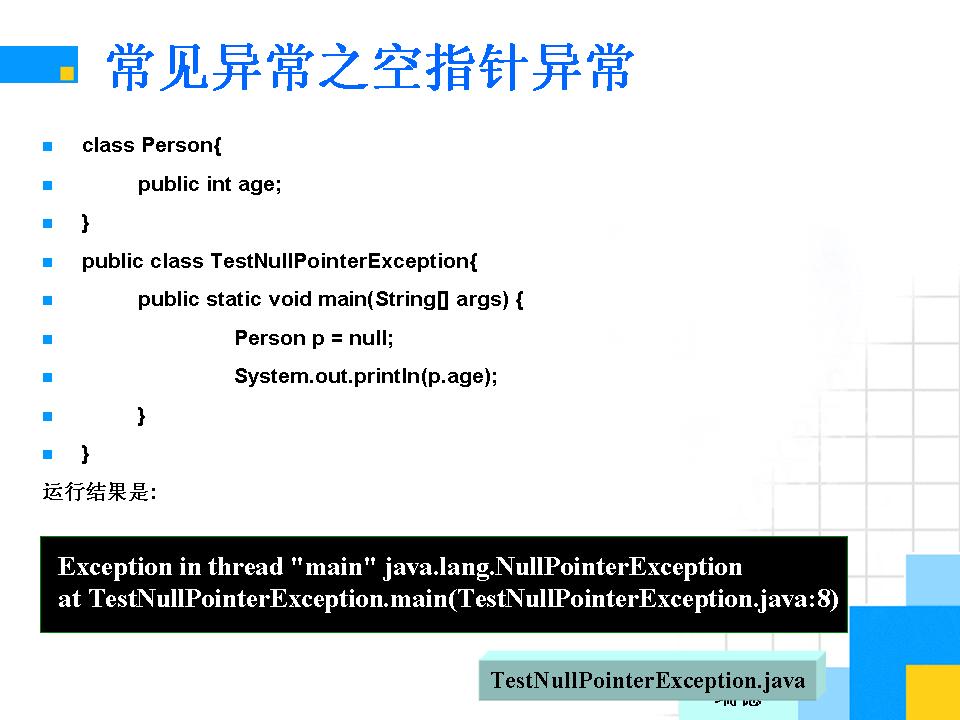 常见异常之空指针异常
class Person{
public int age;
}
public class TestNullPointerException{
public static void main(String[] args) {
Person p = null;
System.out.println(p.age);
}
}
运行结果是:
Exception in thread "main" java.lang.NullPointerException
at TestNullPointerException.main(TestNullPointerException.java:8)
TestNullPointerException.java